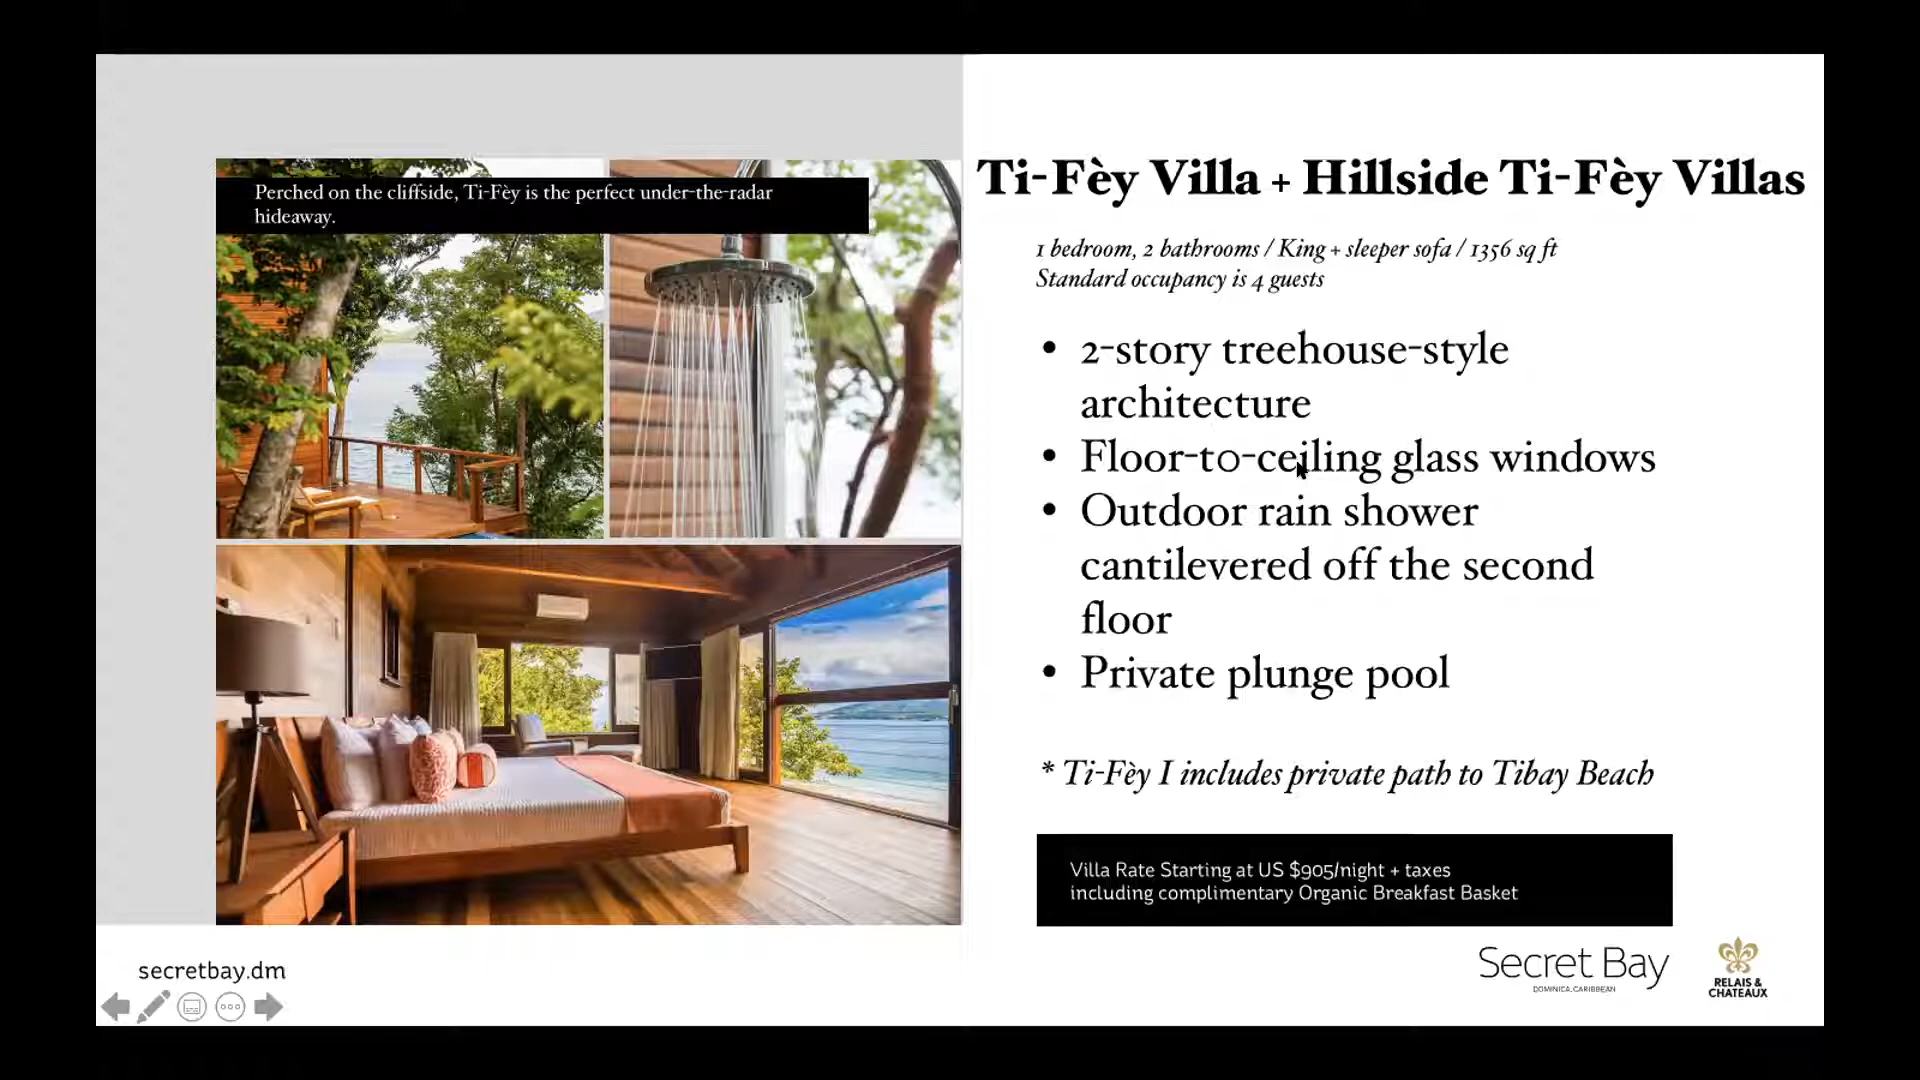 Perched on the cliffside, Ti-Fèy is the perfect under-the-radar
hideaway.
Ti-Fèy Villa + Hillside Ti-Fèy Villas
1 bedroom, 2 bathrooms / King + sleeper sofa / 1356 sq ft
Standard occupancy is 4 guests
• 2-story treehouse-style
architecture
• Floor-to-ceiling glass windows
• Outdoor rain shower
cantilevered off the second
floor
• Private plunge pool
* Ti-Fèy I includes private path to Tibay Beach
Villa Rate Starting at US $905/night + taxes
including complimentary Organic Breakfast Basket
secretbay.dm
Secret Bay
DOMINICA, CARIBBEAN
RELAIS &
CHATEAUX